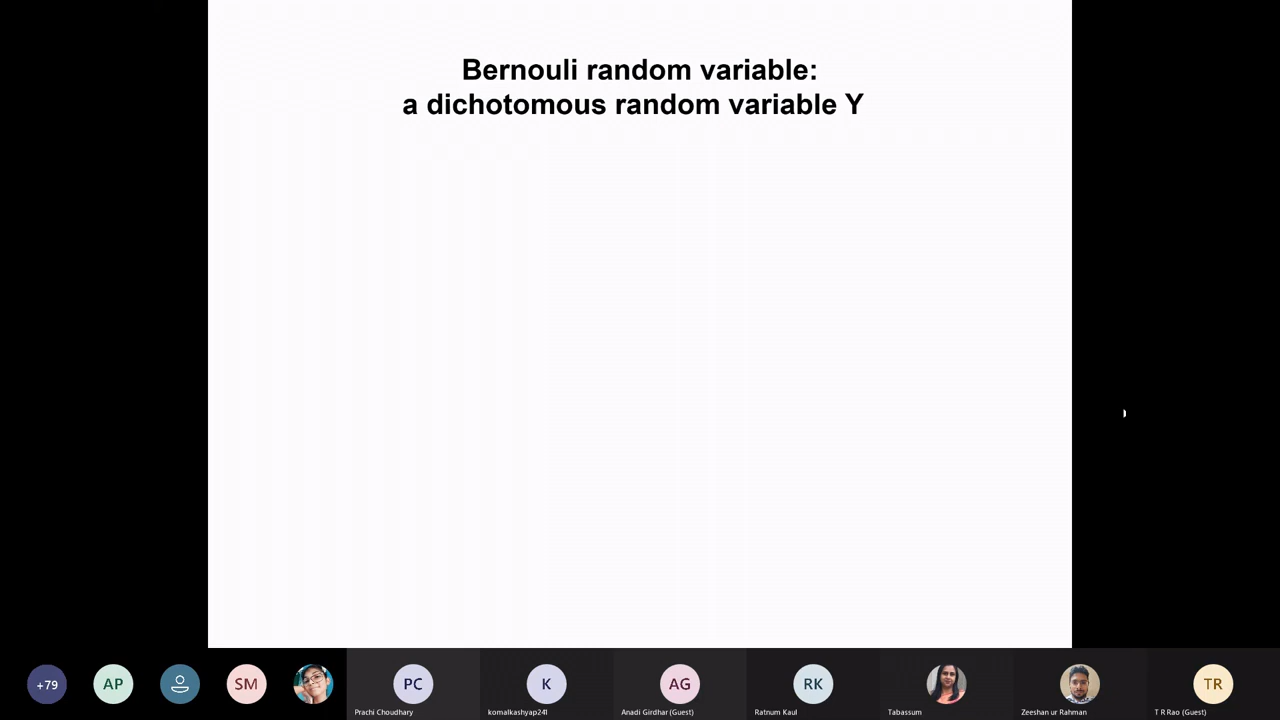 Bernouli random variable:
a dichotomous random variable Y
+79
AP
SM
PC
K
AG
RK
TR
Prachi Choudhary
komalkashyap241
Anadi Girdhar (Guest)
Ratnum Kaul
Tabassum
Zeeshan ur Rahman
T R Rao (Guest)